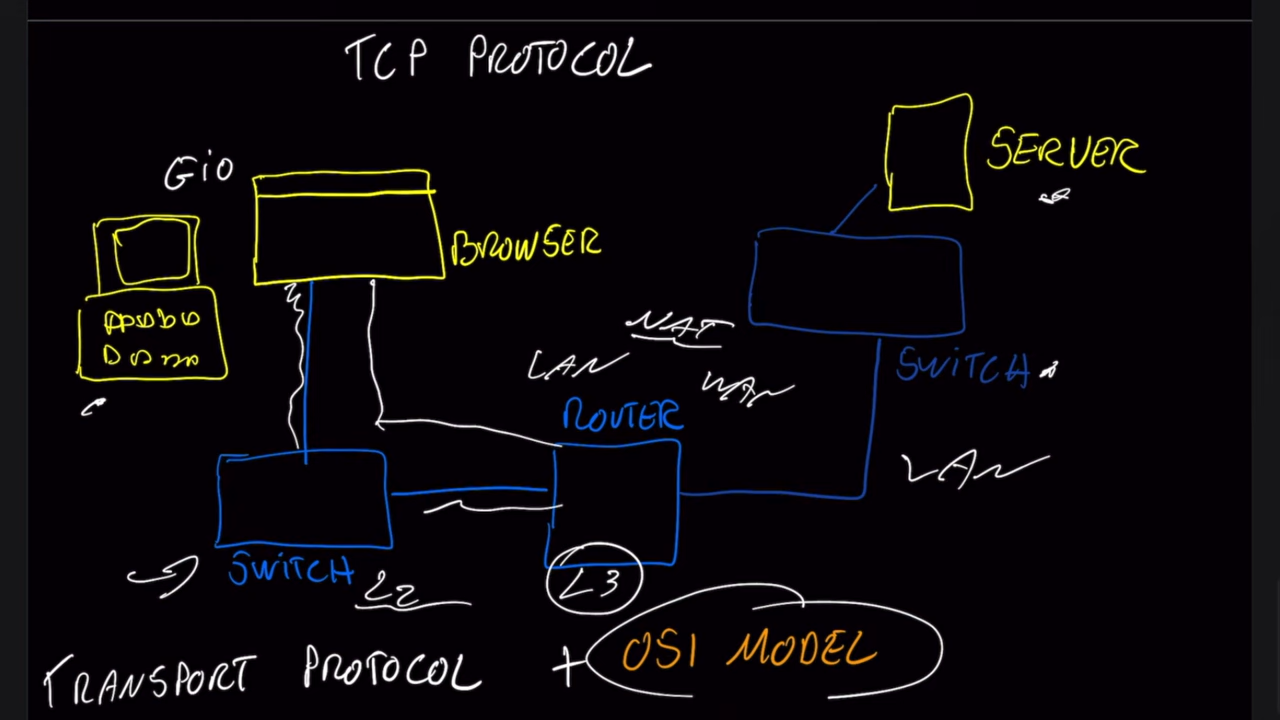 TCP PROTOCOL
SERVER
GiO
BROWSER
NAT
LAN
WAN
SWiTCH
ROUTER
LAN
SWiTCH
L2
L3
TRANSPORT PROTOCOL + OSI MODEL